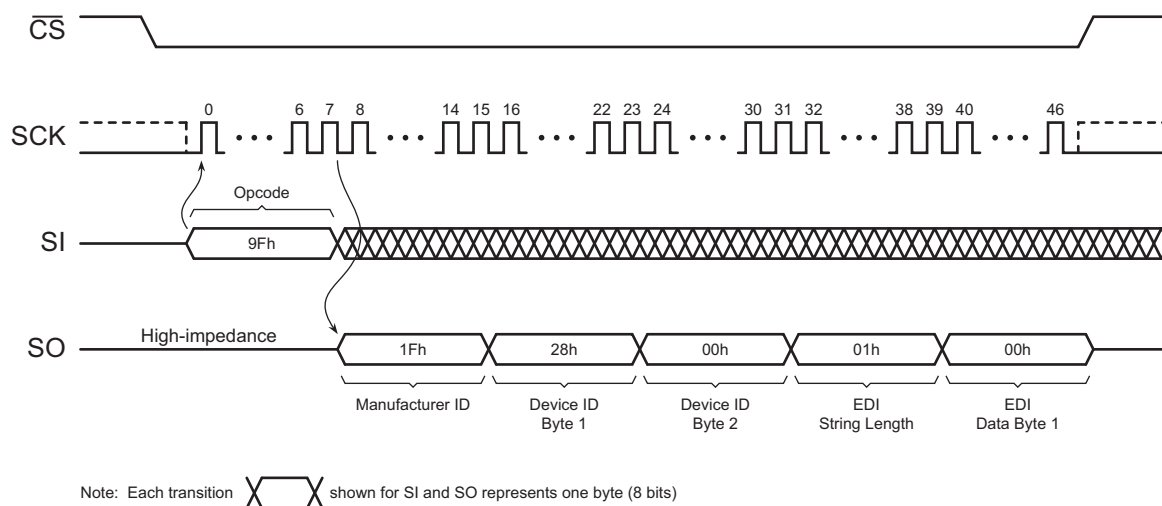 CS
0 6 7 8 14 15 16 22 23 24 30 31 32 38 39 40 46
SCK
Opcode
SI 9Fh
High-impedance
SO 1Fh 28h 00h 01h 00h
Manufacturer ID Device ID Device ID EDI EDI
Byte 1 Byte 2 String Length Data Byte 1
Note: Each transition shown for SI and SO represents one byte (8 bits)